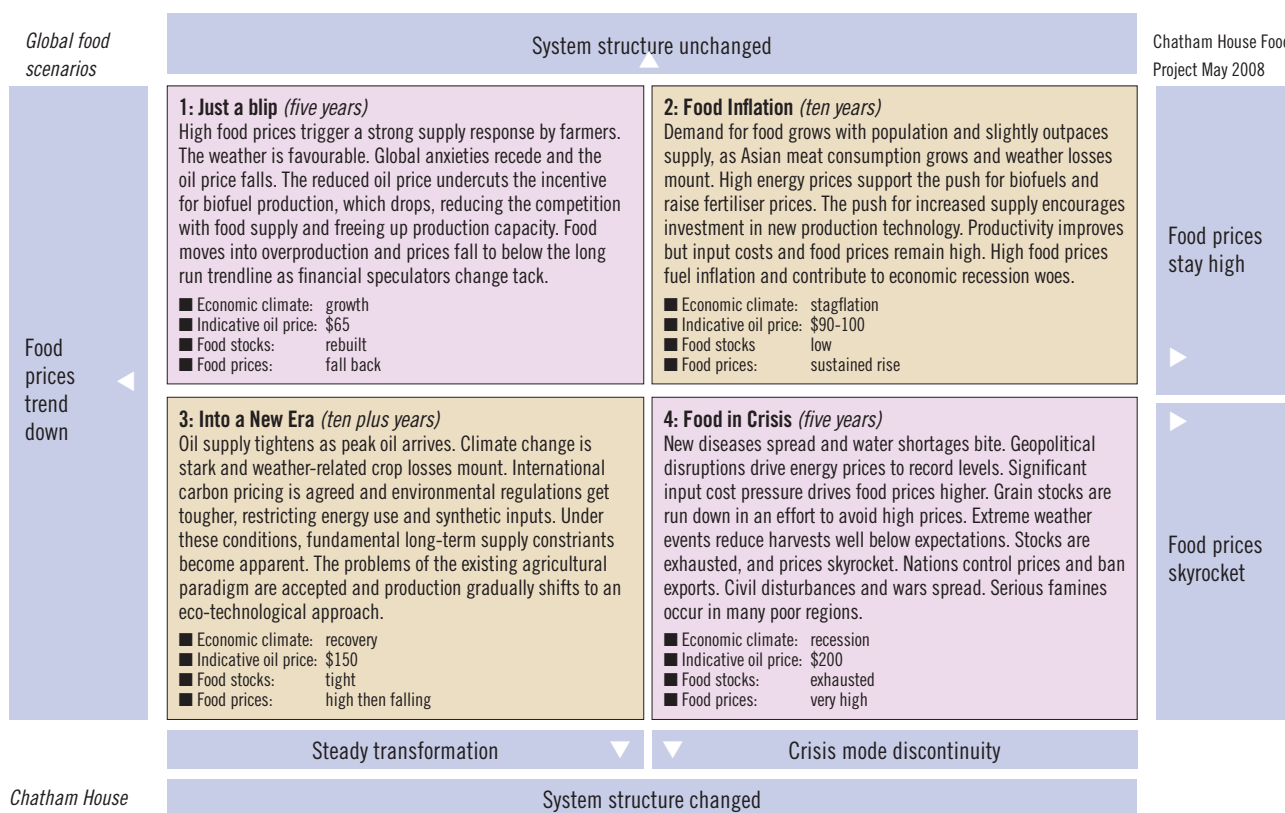 Global food
scenarios
System structure unchanged
Chatham House Food
Project May 2008
Food
prices
trend
down
1: Just a blip (five years)
High food prices trigger a strong supply response by farmers.
The weather is favourable. Global anxieties recede and the
oil price falls. The reduced oil price undercuts the incentive
for biofuel production, which drops, reducing the competition
with food supply and freeing up production capacity. Food
moves into overproduction and prices fall to below the long
run trendline as financial speculators change tack.
■ Economic climate: growth
■ Indicative oil price: $65
■ Food stocks: rebuilt
■ Food prices: fall back
2: Food Inflation (ten years)
Demand for food grows with population and slightly outpaces
supply, as Asian meat consumption grows and weather losses
mount. High energy prices support the push for biofuels and
raise fertiliser prices. The push for increased supply encourages
investment in new production technology. Productivity improves
but input costs and food prices remain high. High food prices
fuel inflation and contribute to economic recession woes.
■ Economic climate: stagflation
■ Indicative oil price: $90-100
■ Food stocks low
■ Food prices: sustained rise
Food prices
stay high
3: Into a New Era (ten plus years)
Oil supply tightens as peak oil arrives. Climate change is
stark and weather-related crop losses mount. International
carbon pricing is agreed and environmental regulations get
tougher, restricting energy use and synthetic inputs. Under
these conditions, fundamental long-term supply constriants
become apparent. The problems of the existing agricultural
paradigm are accepted and production gradually shifts to an
eco-technological approach.
■ Economic climate: recovery
■ Indicative oil price: $150
■ Food stocks: tight
■ Food prices: high then falling
4: Food in Crisis (five years)
New diseases spread and water shortages bite. Geopolitical
disruptions drive energy prices to record levels. Significant
input cost pressure drives food prices higher. Grain stocks are
run down in an effort to avoid high prices. Extreme weather
events reduce harvests well below expectations. Stocks are
exhausted, and prices skyrocket. Nations control prices and ban
exports. Civil disturbances and wars spread. Serious famines
occur in many poor regions.
■ Economic climate: recession
■ Indicative oil price: $200
■ Food stocks: exhausted
■ Food prices: very high
Food prices
skyrocket
Steady transformation
Crisis mode discontinuity
Chatham House
System structure changed